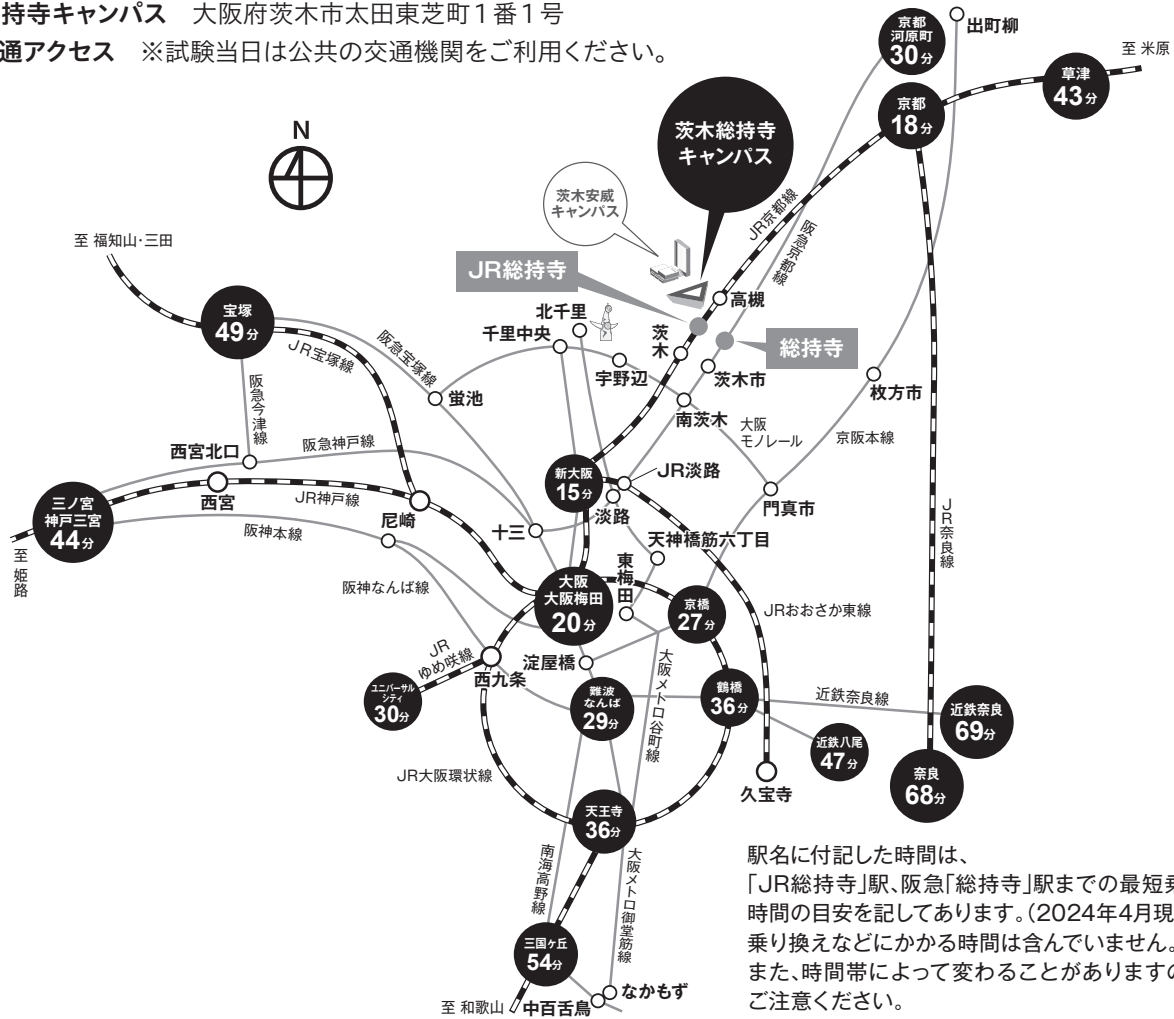 持寺キャンパス 大阪府茨木市太田東芝町1番1号
通アクセス ※試験当日は公共の交通機関をご利用ください。
京都
河原町
30分
出町柳
至 米原
草津
43分
京都
18分
N
茨木総持寺
キャンパス
茨木安威
キャンパス
JR京都線
阪急京都線
至 福知山・三田
JR総持寺
高槻
宝塚
49分
北千里
千里中央
茨木
総持寺
阪急宝塚線
JR宝塚線
宇野辺
茨木市
枚方市
阪急今津線
蛍池
南茨木
大阪
モノレール
京阪本線
西宮北口
阪急神戸線
新大阪
15分
JR淡路
三ノ宮
神戸三宮
44分
西宮
JR神戸線
尼崎
淡路
門真市
JR奈良線
阪神本線
十三
天神橋筋六丁目
至 姫路
東梅田
阪神なんば線
大阪
大阪梅田
20分
京橋
27分
JRおおさか東線
JR
ゆめ咲線
淀屋橋
西九条
大阪メトロ谷町線
ユニバーサル
シティ
30分
難波
なんば
29分
鶴橋
36分
近鉄奈良線
近鉄奈良
69分
近鉄八尾
47分
JR大阪環状線
久宝寺
奈良
68分
天王寺
36分
南海高野線
大阪メトロ御堂筋線
三国ヶ丘
54分
至 和歌山
中百舌鳥
なかもず
駅名に付記した時間は、
「JR総持寺」駅、阪急「総持寺」駅までの最短
時間の目安を記してあります。(2024年4月現
乗り換えなどにかかる時間は含んでいません。
また、時間帯によって変わることがありますの
ご注意ください。